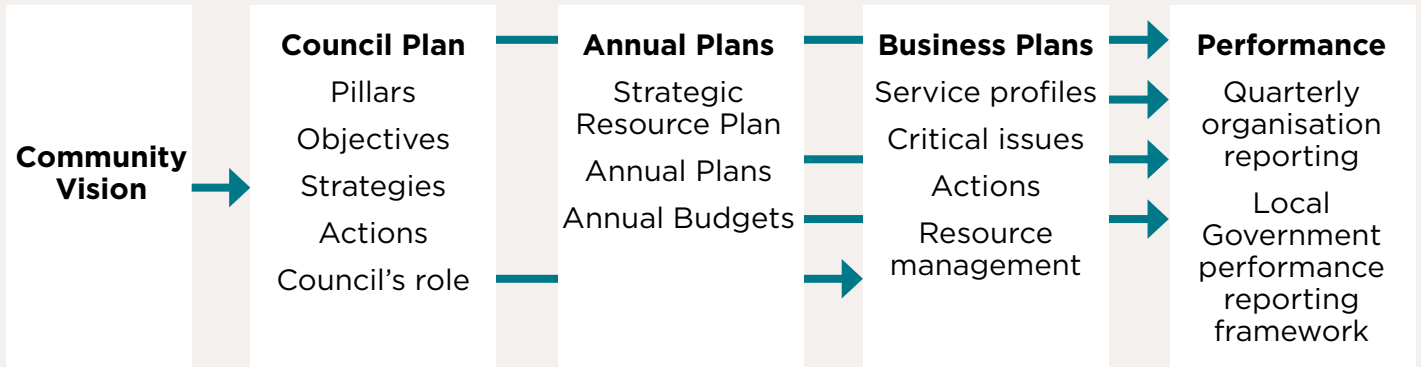 Community
Vision
Council Plan
Pillars
Objectives
Strategies
Actions
Council's role
Annual Plans
Strategic
Resource Plan
Annual Plans
Annual Budgets
Business Plans
Service profiles
Critical issues
Actions
Resource
management
Performance
Quarterly
organisation
reporting
Local
Government
performance
reporting
framework